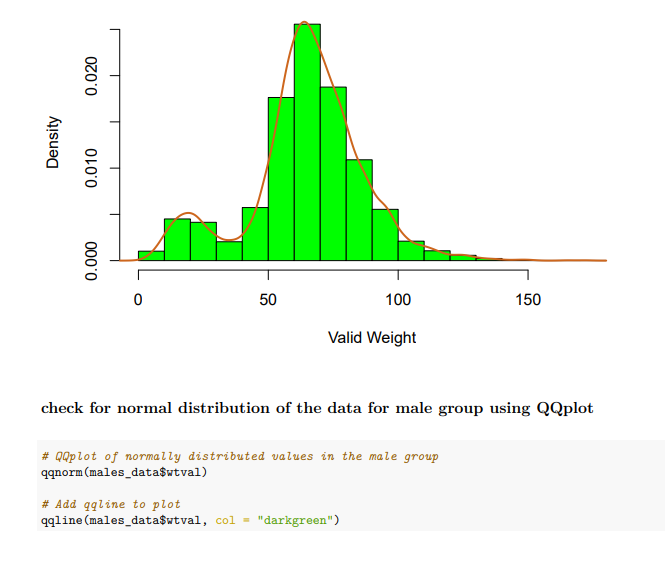 0.020
0.010
0.000
Density
0 50 100 150
Valid Weight
check for normal distribution of the data for male group using QQplot
# QQplot of normally distributed values in the male group
qqnorm(males_data$wtval)
# Add qqline to plot
qqline(males_data$wtval, col = "darkgreen")